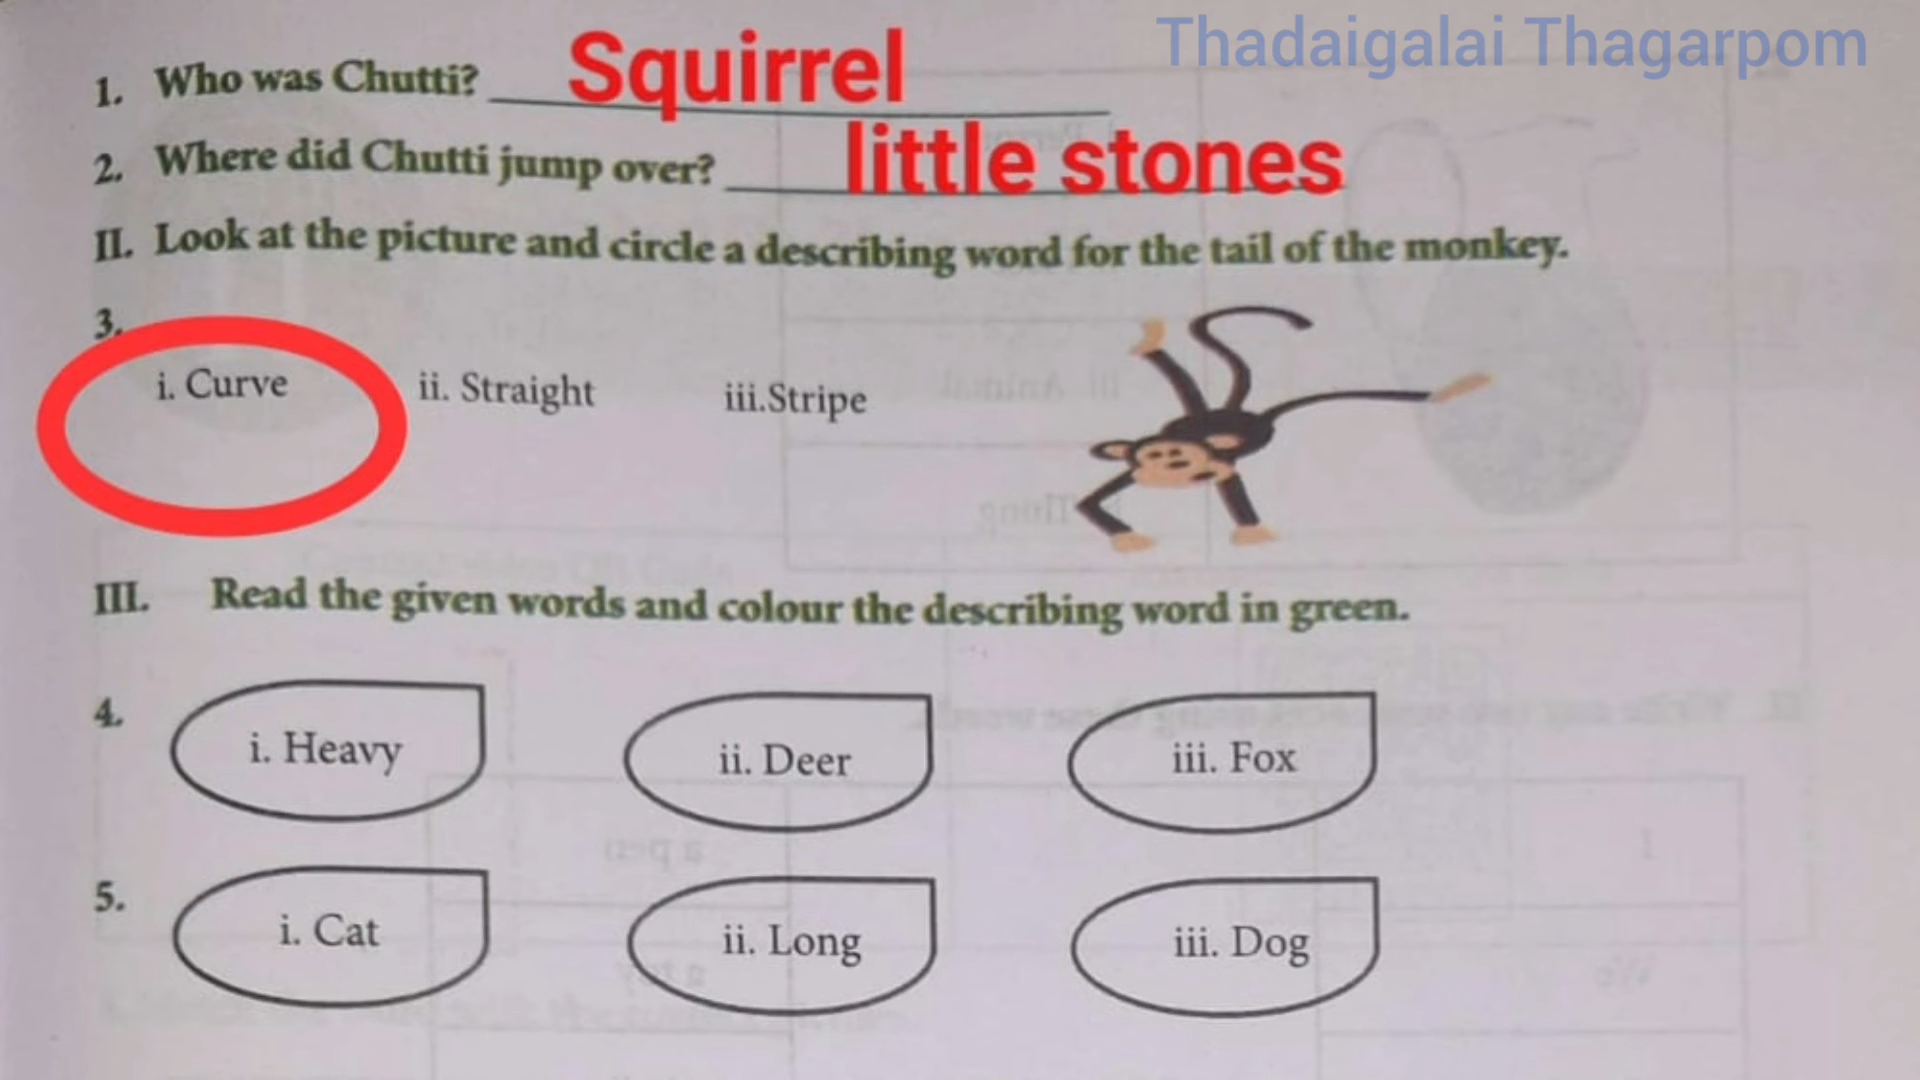 Thadaigalai Thagarpom
1. Who was Chutti? Squirrel
2. Where did Chutti jump over? little stones
II. Look at the picture and circle a describing word for the tail of the monkey.
3.
i. Curve ii. Straight iii.Stripe
III. Read the given words and colour the describing word in green.
4. i. Heavy ii. Deer iii. Fox
5. i. Cat ii. Long iii. Dog